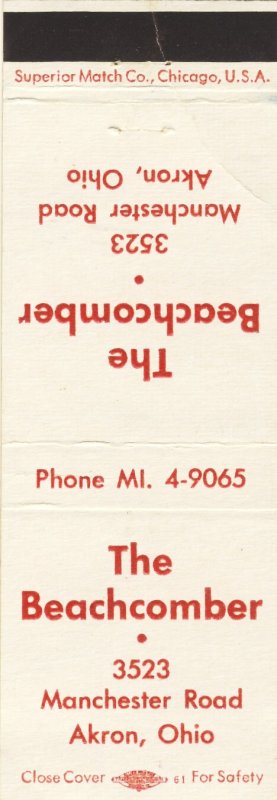 Superior Match Co., Chicago, U.S.A.
The
Beachcomber
•
3523
Manchester Road
Akron, Ohio
Phone MI. 4-9065
The
Beachcomber
•
3523
Manchester Road
Akron, Ohio
Close Cover 61 For Safety